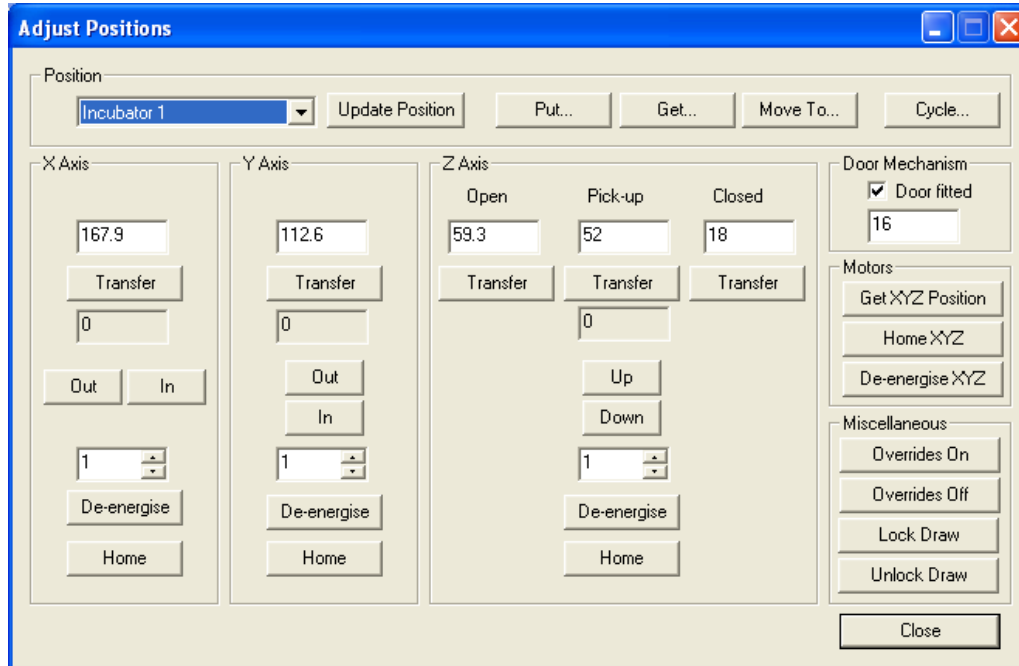 Adjust Positions
Position
Incubator 1
Update Position
Put...
Get...
Move To...
Cycle...
X Axis
167.9
Transfer
0
Out
In
1
De-energise
Home
Y Axis
112.6
Transfer
0
Out
In
1
De-energise
Home
Z Axis
Open
Pick-up
Closed
59.3
52
18
Transfer
Transfer
Transfer
0
Up
Down
1
De-energise
Home
Door Mechanism
Door fitted
16
Motors
Get XYZ Position
Home XYZ
De-energise XYZ
Miscellaneous
Overrides On
Overrides Off
Lock Draw
Unlock Draw
Close